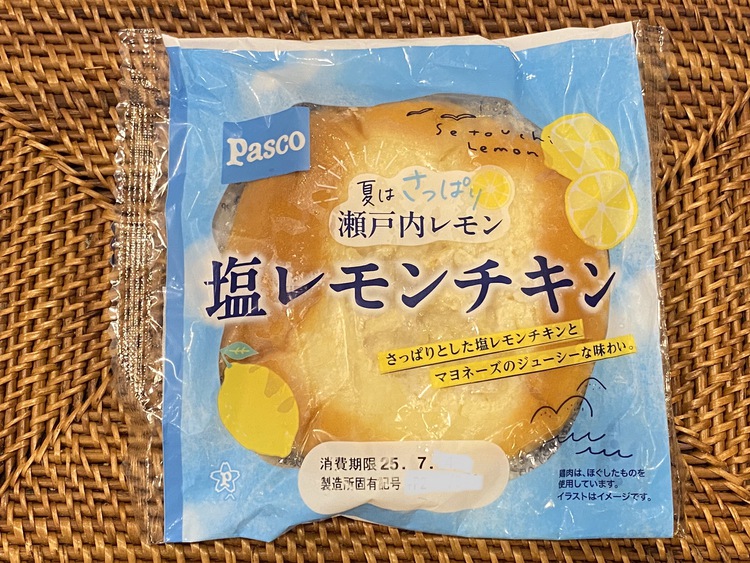 Pasco
Setouchi
Lemon
夏はさっぱり
瀬戸内レモン
塩レモンチキン
さっぱりとした塩レモンチキンと
マヨネーズのジューシーな味わい。
消費期限 25. 7.
製造所固有記号
鶏肉は、ほぐしたものを
使用しています。
イラストはイメージです。
P